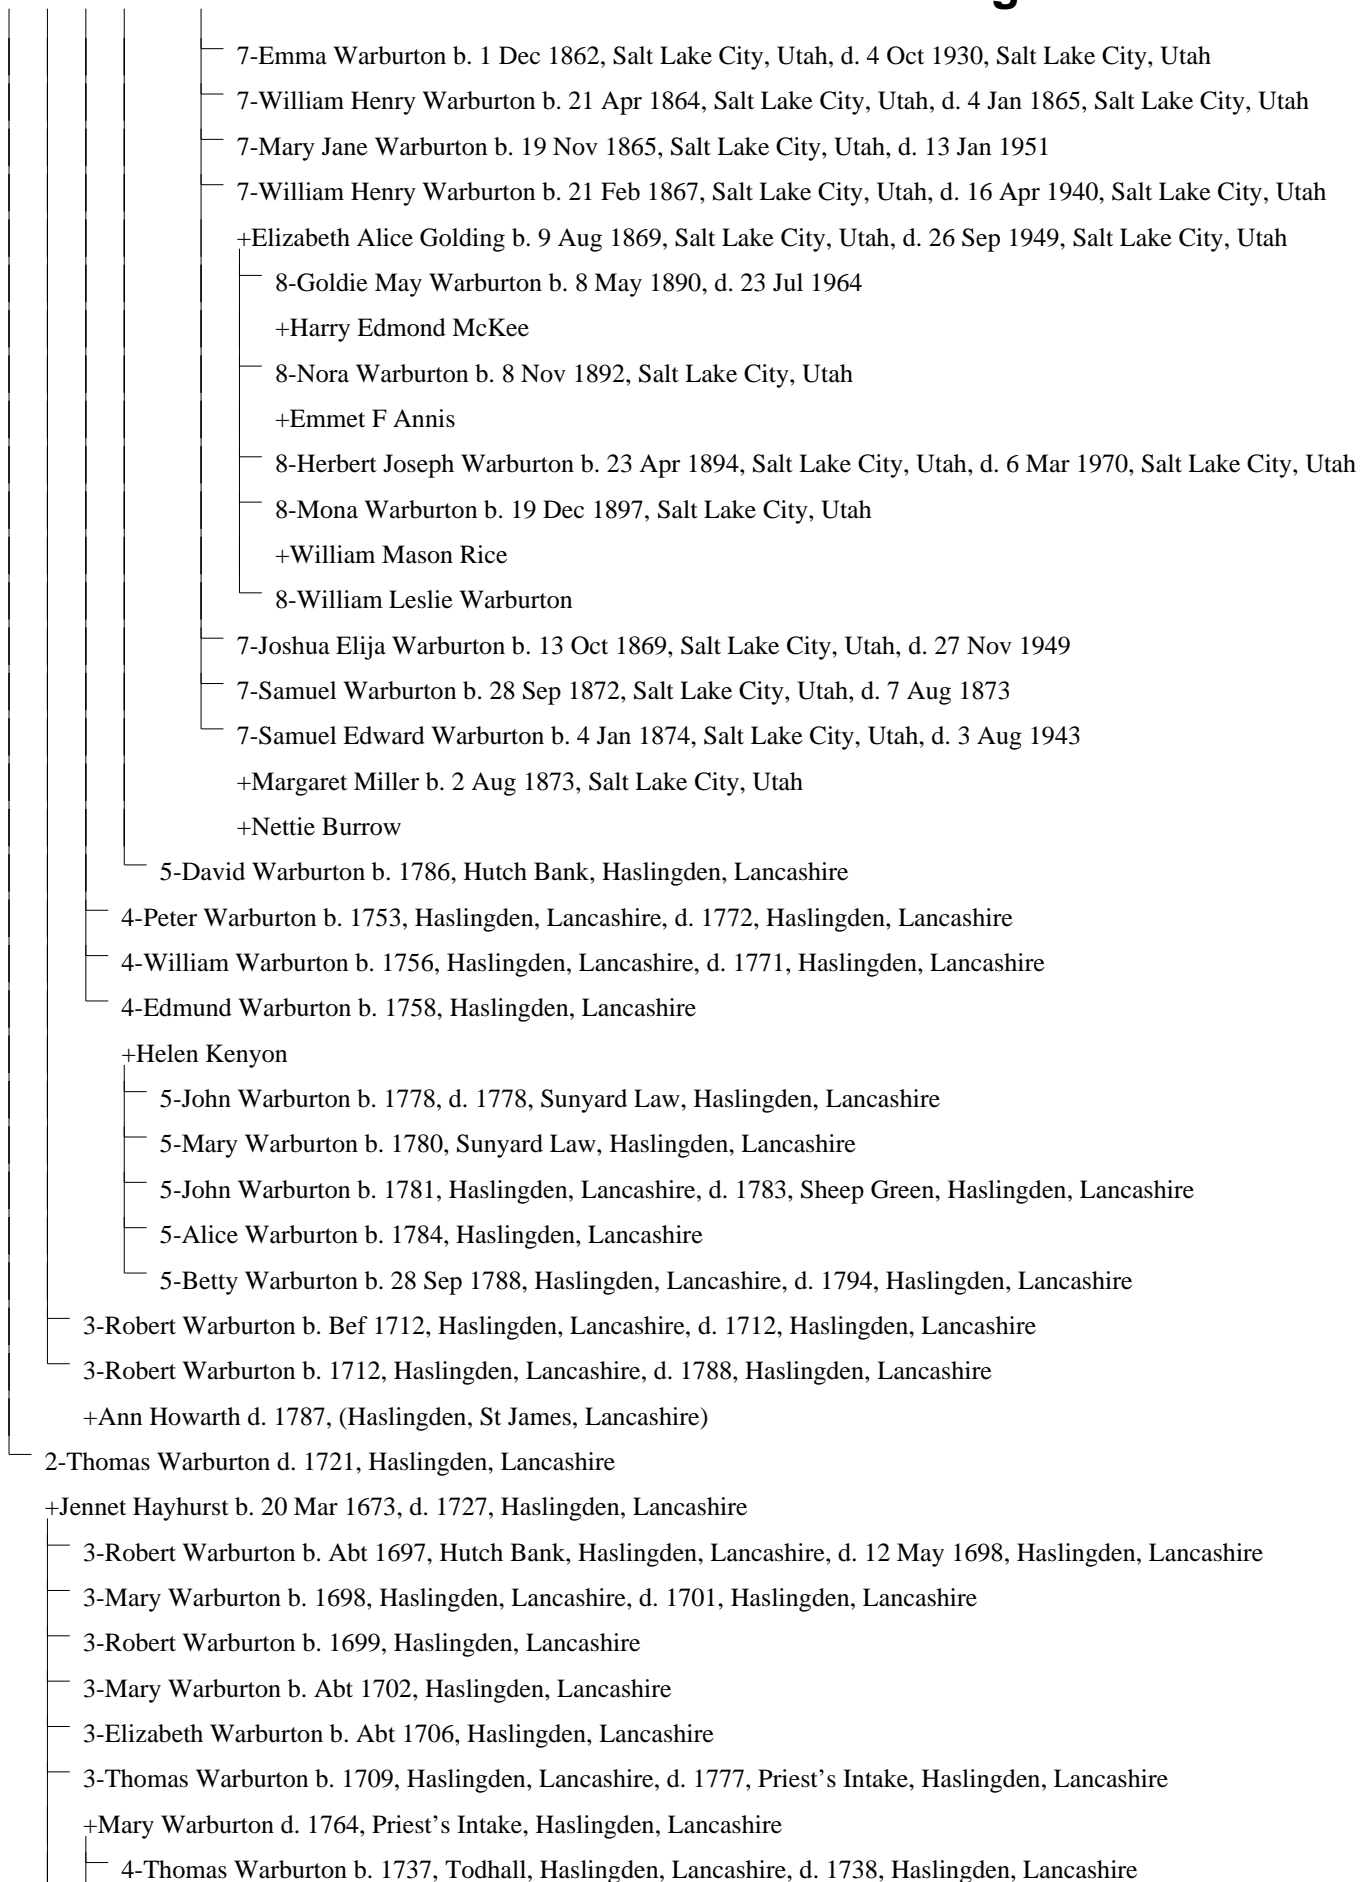 7-Emma Warburton b. 1 Dec 1862, Salt Lake City, Utah, d. 4 Oct 1930, Salt Lake City, Utah
7-William Henry Warburton b. 21 Apr 1864, Salt Lake City, Utah, d. 4 Jan 1865, Salt Lake City, Utah
7-Mary Jane Warburton b. 19 Nov 1865, Salt Lake City, Utah, d. 13 Jan 1951
7-William Henry Warburton b. 21 Feb 1867, Salt Lake City, Utah, d. 16 Apr 1940, Salt Lake City, Utah
+Elizabeth Alice Golding b. 9 Aug 1869, Salt Lake City, Utah, d. 26 Sep 1949, Salt Lake City, Utah
8-Goldie May Warburton b. 8 May 1890, d. 23 Jul 1964
+Harry Edmond McKee
8-Nora Warburton b. 8 Nov 1892, Salt Lake City, Utah
+Emmet F Annis
8-Herbert Joseph Warburton b. 23 Apr 1894, Salt Lake City, Utah, d. 6 Mar 1970, Salt Lake City, Utah
8-Mona Warburton b. 19 Dec 1897, Salt Lake City, Utah
+William Mason Rice
8-William Leslie Warburton
7-Joshua Elija Warburton b. 13 Oct 1869, Salt Lake City, Utah, d. 27 Nov 1949
7-Samuel Warburton b. 28 Sep 1872, Salt Lake City, Utah, d. 7 Aug 1873
7-Samuel Edward Warburton b. 4 Jan 1874, Salt Lake City, Utah, d. 3 Aug 1943
+Margaret Miller b. 2 Aug 1873, Salt Lake City, Utah
+Nettie Burrow
5-David Warburton b. 1786, Hutch Bank, Haslingden, Lancashire
4-Peter Warburton b. 1753, Haslingden, Lancashire, d. 1772, Haslingden, Lancashire
4-William Warburton b. 1756, Haslingden, Lancashire, d. 1771, Haslingden, Lancashire
4-Edmund Warburton b. 1758, Haslingden, Lancashire
+Helen Kenyon
5-John Warburton b. 1778, d. 1778, Sunyard Law, Haslingden, Lancashire
5-Mary Warburton b. 1780, Sunyard Law, Haslingden, Lancashire
5-John Warburton b. 1781, Haslingden, Lancashire, d. 1783, Sheep Green, Haslingden, Lancashire
5-Alice Warburton b. 1784, Haslingden, Lancashire
5-Betty Warburton b. 28 Sep 1788, Haslingden, Lancashire, d. 1794, Haslingden, Lancashire
3-Robert Warburton b. Bef 1712, Haslingden, Lancashire, d. 1712, Haslingden, Lancashire
3-Robert Warburton b. 1712, Haslingden, Lancashire, d. 1788, Haslingden, Lancashire
+Ann Howarth d. 1787, (Haslingden, St James, Lancashire)
2-Thomas Warburton d. 1721, Haslingden, Lancashire
+Jennet Hayhurst b. 20 Mar 1673, d. 1727, Haslingden, Lancashire
3-Robert Warburton b. Abt 1697, Hutch Bank, Haslingden, Lancashire, d. 12 May 1698, Haslingden, Lancashire
3-Mary Warburton b. 1698, Haslingden, Lancashire, d. 1701, Haslingden, Lancashire
3-Robert Warburton b. 1699, Haslingden, Lancashire
3-Mary Warburton b. Abt 1702, Haslingden, Lancashire
3-Elizabeth Warburton b. Abt 1706, Haslingden, Lancashire
3-Thomas Warburton b. 1709, Haslingden, Lancashire, d. 1777, Priest's Intake, Haslingden, Lancashire
+Mary Warburton d. 1764, Priest's Intake, Haslingden, Lancashire
4-Thomas Warburton b. 1737, Todhall, Haslingden, Lancashire, d. 1738, Haslingden, Lancashire